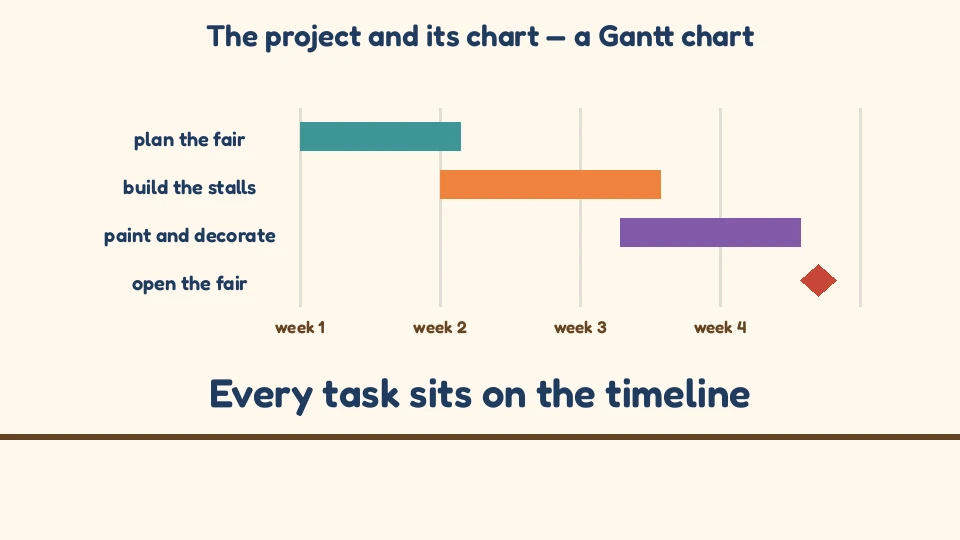 The project and its chart — a Gantt chart
plan the fair
build the stalls
paint and decorate
open the fair
week 1 week 2 week 3 week 4
Every task sits on the timeline